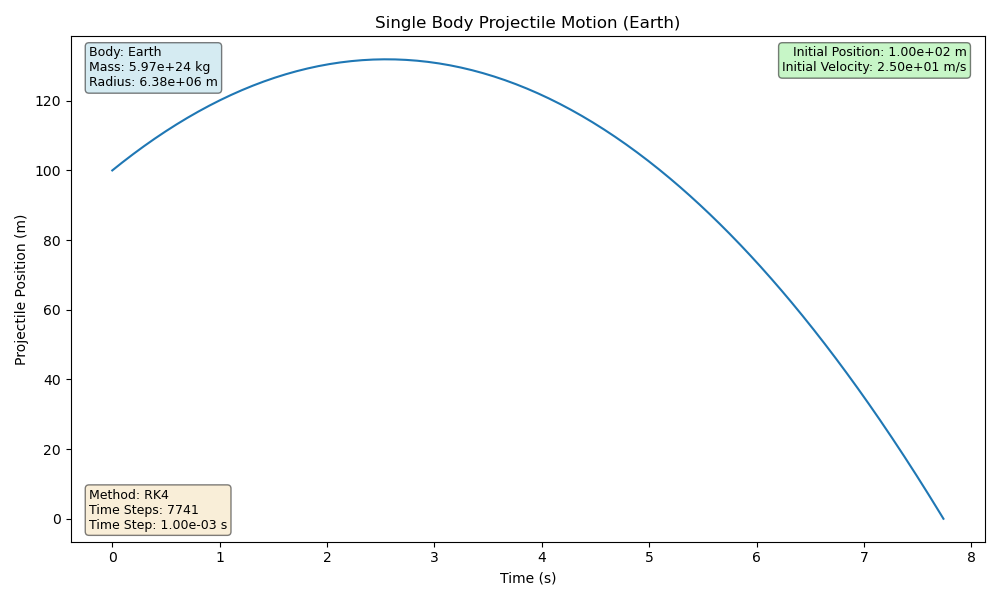 Single Body Projectile Motion (Earth)
Body: Earth
Mass: 5.97e+24 kg
Radius: 6.38e+06 m
Initial Position: 1.00e+02 m
Initial Velocity: 2.50e+01 m/s
Projectile Position (m)
120
100
80
60
40
20
0
Method: RK4
Time Steps: 7741
Time Step: 1.00e-03 s
0 1 2 3 4 5 6 7 8
Time (s)